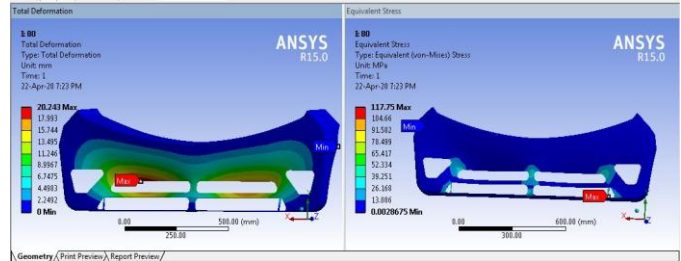 Total Deformation
I: 80
Total Deformation
Type: Total Deformation
Unit: mm
Time: 1
22-Apr-20 7:23 PM
ANSYS
R15.0
20.243 Max
17.993
15.744
13.495
11.246
8.9967
6.7475
4.4983
2.2492
0 Min
Max
Min
0.00
500.00 (mm)
250.00
X
Z
Equivalent Stress
I: 80
Equivalent Stress
Type: Equivalent (von-Mises) Stress
Unit: MPa
Time: 1
22-Apr-20 7:23 PM
ANSYS
R15.0
117.75 Max
104.66
91.582
78.499
65.417
52.334
39.251
26.168
13.086
0.0028675 Min
Min
Max
0.00
600.00 (mm)
300.00
X
Z
Geometry / Print Preview / Report Preview /